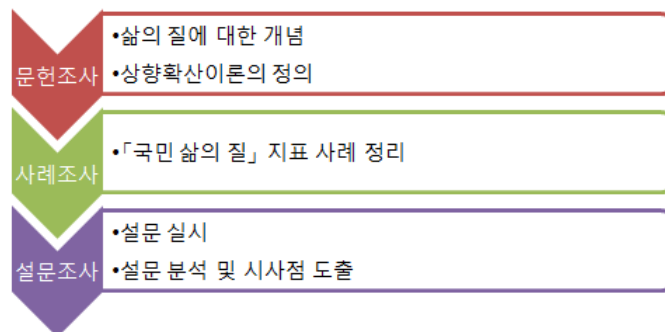 문헌조사
•삶의 질에 대한 개념
•상향확산이론의 정의
사례조사
•「국민 삶의 질」 지표 사례 정리
설문조사
•설문 실시
•설문 분석 및 시사점 도출